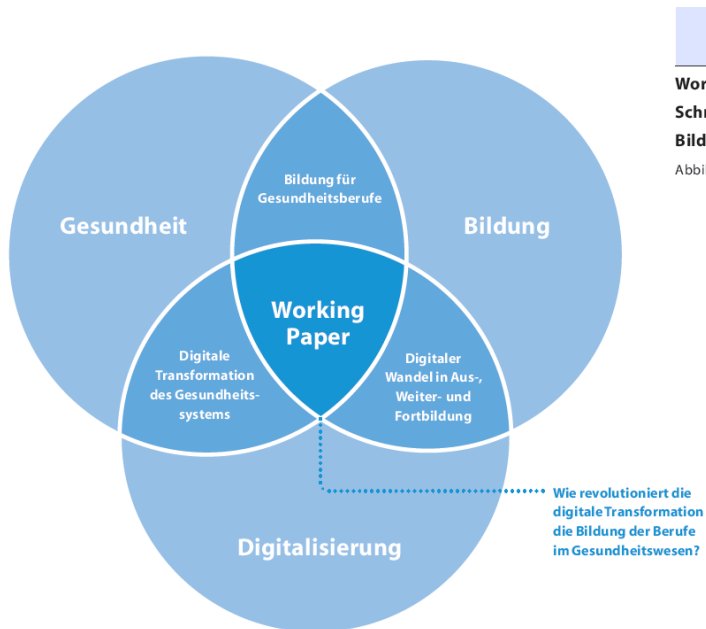 Gesundheit
Bildung für
Gesundheitsberufe
Bildung
Working
Paper
Digitale
Transformation
des Gesundheits-
systems
Digitaler
Wandel in Aus-,
Weiter- und
Fortbildung
Digitalisierung
Wie revolutioniert die
digitale Transformation
die Bildung der Berufe
im Gesundheitswesen?